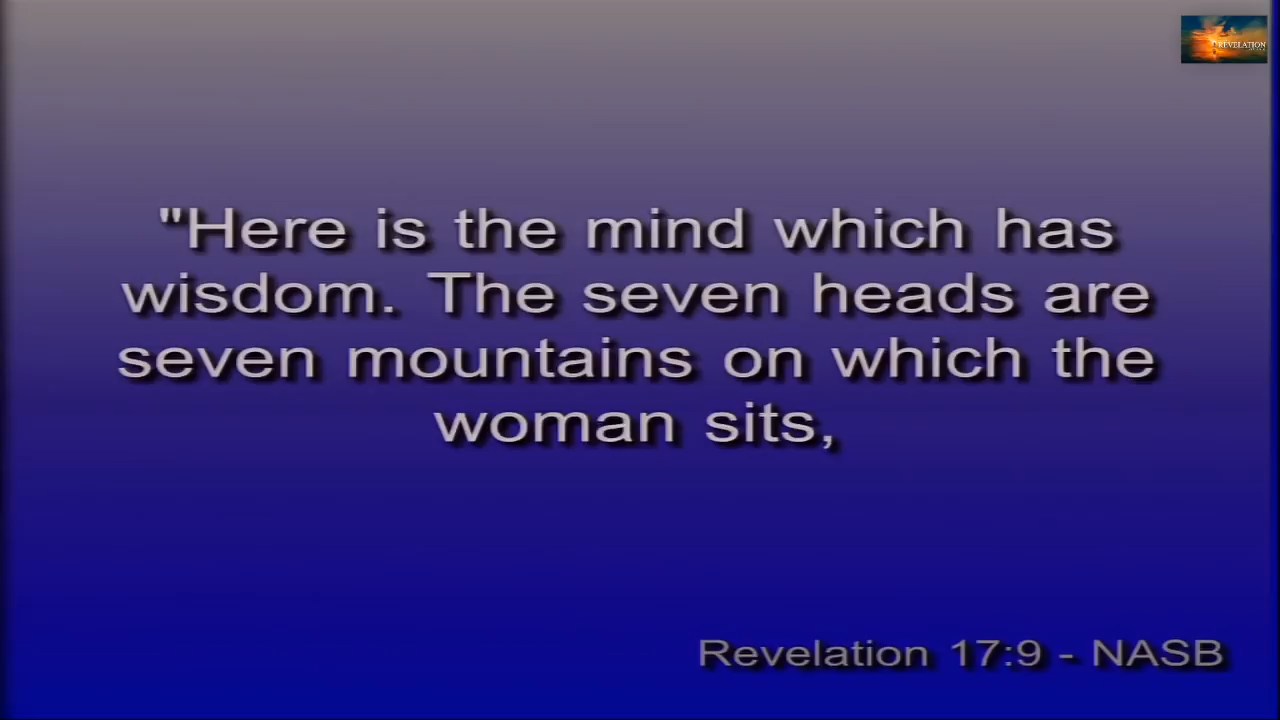 REVELATION
"Here is the mind which has
wisdom. The seven heads are
seven mountains on which the
woman sits,
Revelation 17:9 - NASB